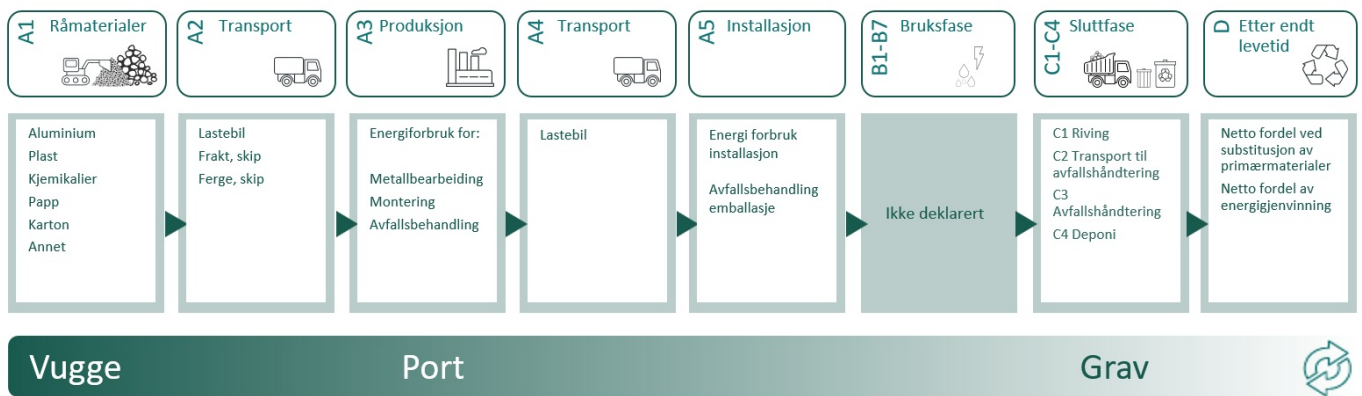 A1
Råmaterialer
A2
Transport
A3
Produksjon
A4
Transport
A5
Installasjon
B1-B7
Bruksfase
C1-C4
Sluttfase
D
Etter endt
levetid
Aluminium
Plast
Kjemikalier
Papp
Karton
Annet
Lastebil
Frakt, skip
Ferge, skip
Energiforbruk for:
Metallbearbeiding
Montering
Avfallsbehandling
Lastebil
Energi forbruk
installasjon
Avfallsbehandling
emballasje
Ikke deklarert
C1 Riving
C2 Transport til
avfallshåndtering
C3
Avfallshåndtering
C4 Deponi
Netto fordel ved
substitusjon av
primærmaterialer
Netto fordel av
energigjenvinning
Vugge
Port
Grav